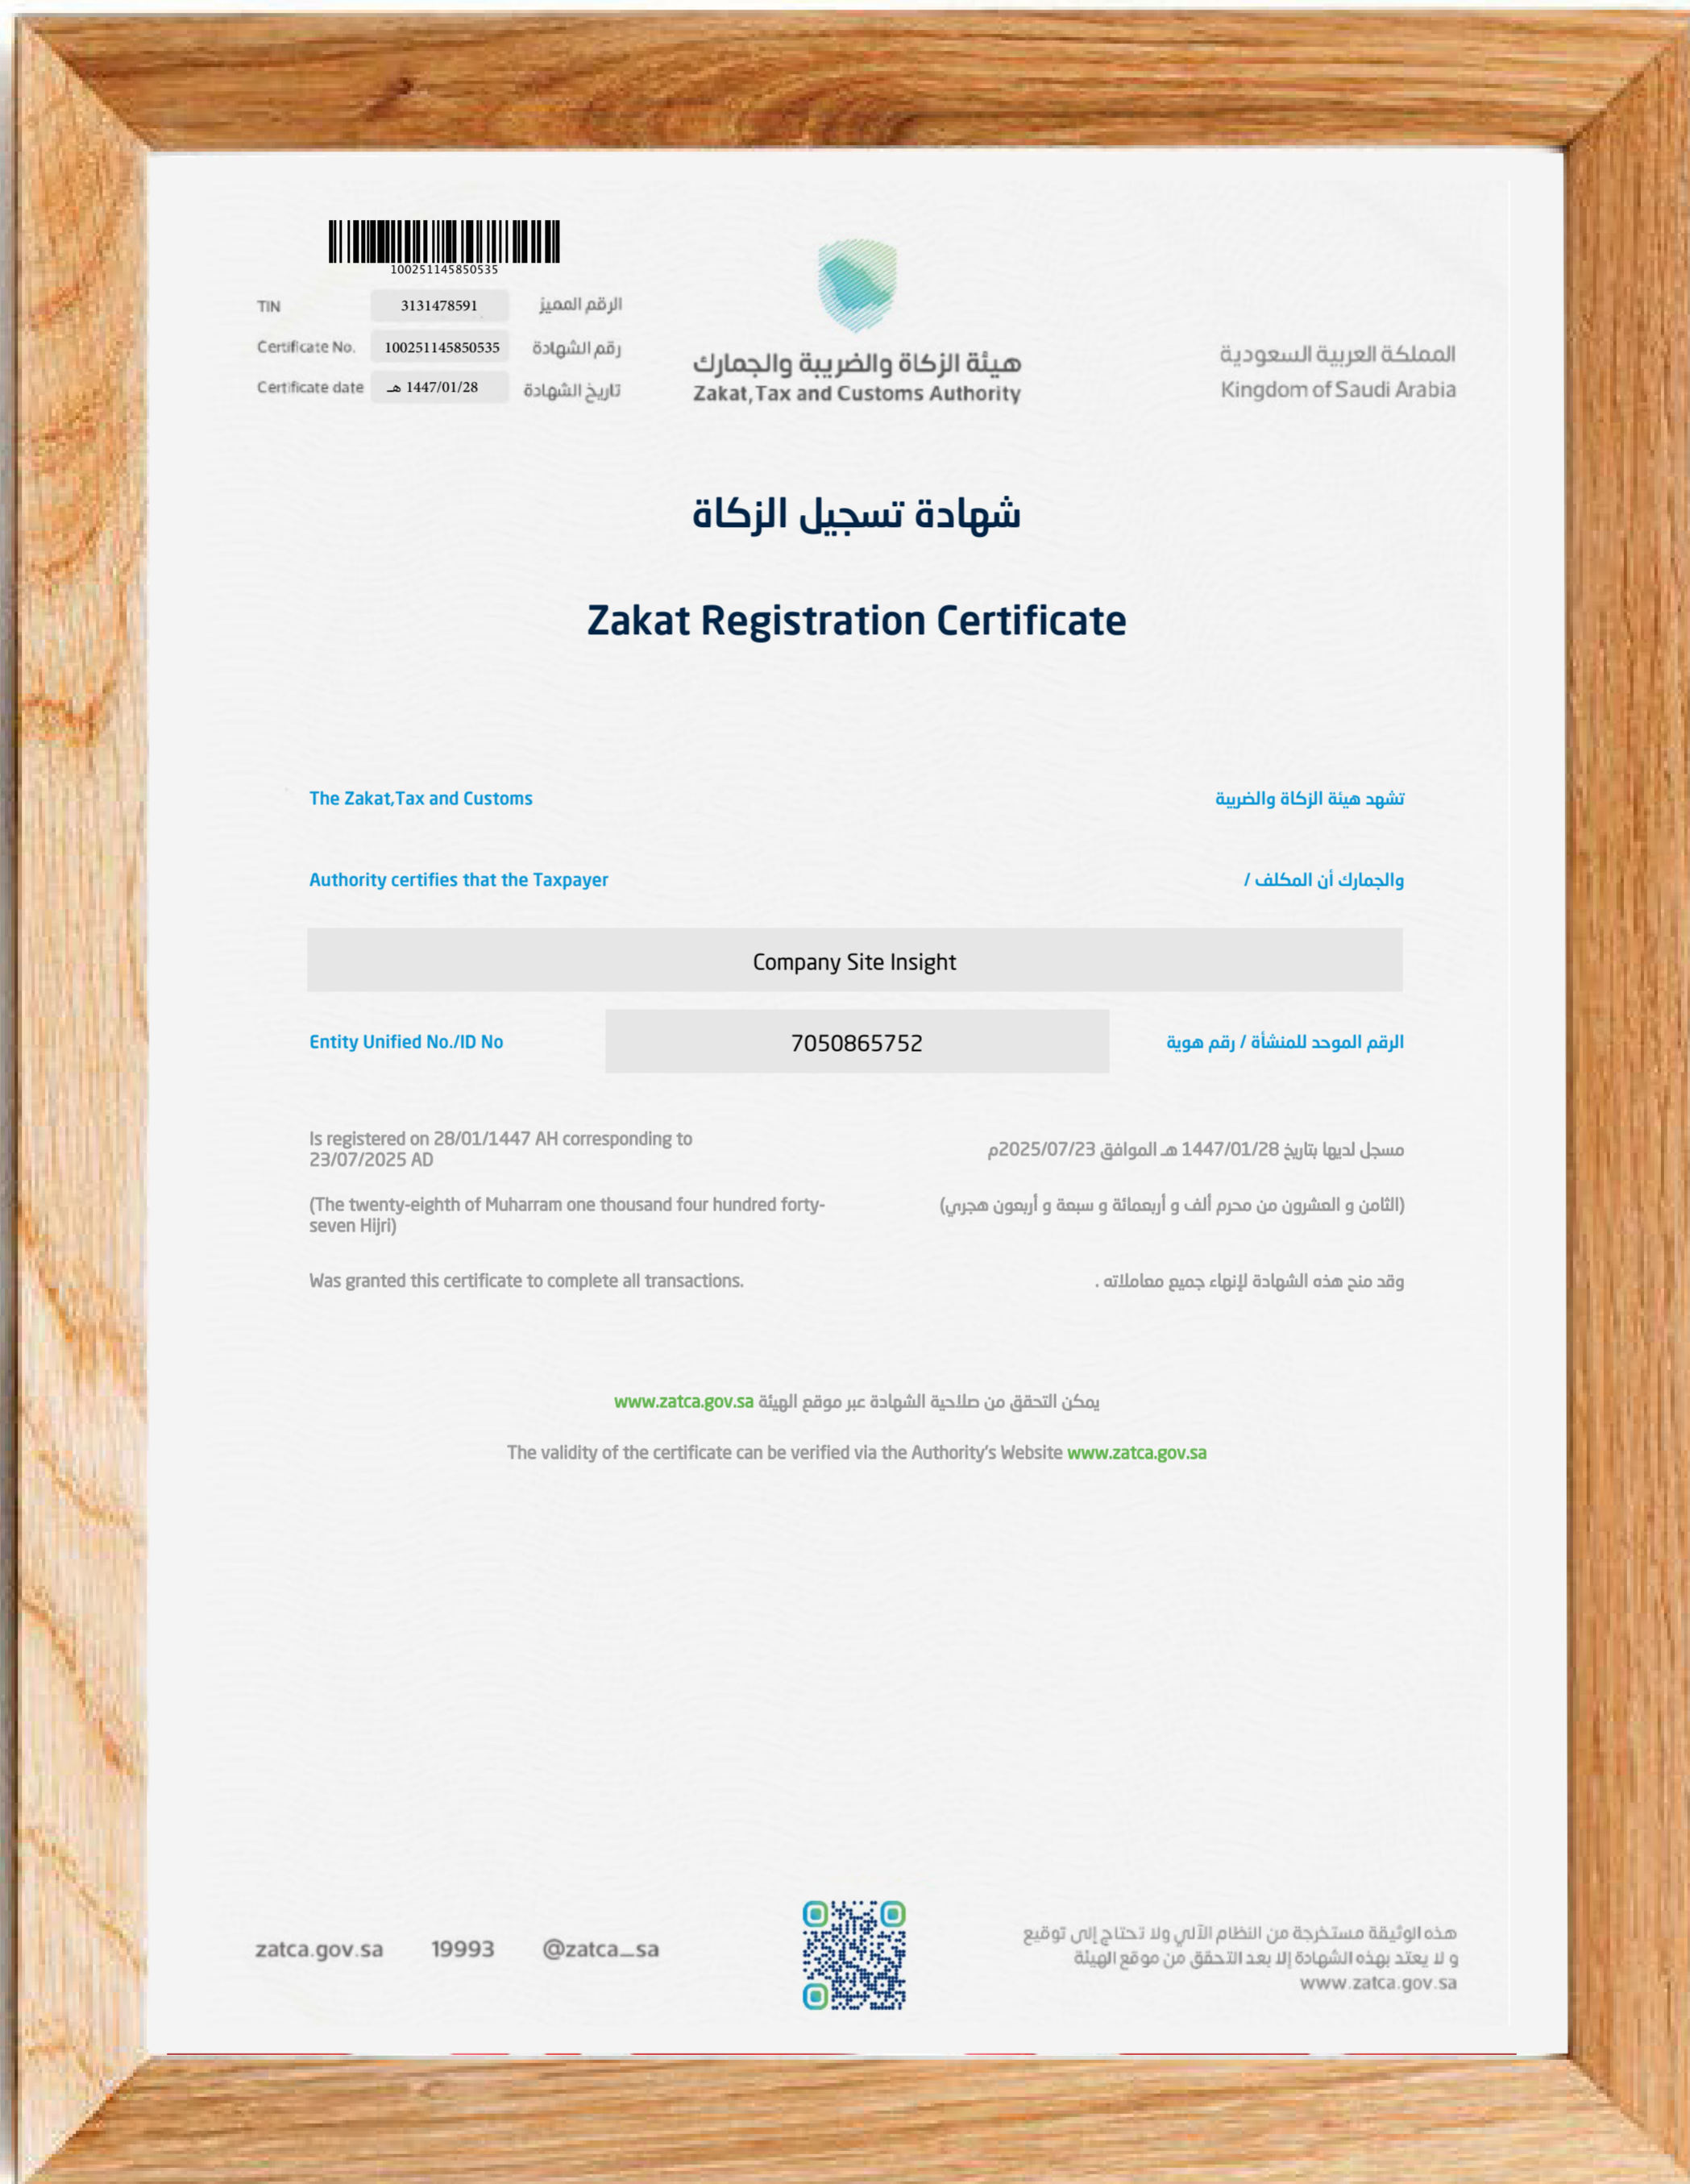 100251145850535
TIN 3131478591 الرقم المميز
Certificate No. 100251145850535 رقم الشهادة
Certificate date 1447/01/28 هـ تاريخ الشهادة
هيئة الزكاة والضريبة والجمارك
Zakat,Tax and Customs Authority
المملكة العربية السعودية
Kingdom of Saudi Arabia
شهادة تسجيل الزكاة
Zakat Registration Certificate
The Zakat,Tax and Customs
تشهد هيئة الزكاة والضريبة
Authority certifies that the Taxpayer
والجمارك أن المكلف /
Company Site Insight
Entity Unified No./ID No 7050865752 الرقم الموحد للمنشأة / رقم هوية
Is registered on 28/01/1447 AH corresponding to
23/07/2025 AD
مسجل لديها بتاريخ 1447/01/28 هـ الموافق 2025/07/23م
(The twenty-eighth of Muharram one thousand four hundred forty-
seven Hijri)
(الثامن و العشرون من محرم ألف و أربعمائة و سبعة و أربعون هجري)
Was granted this certificate to complete all transactions.
وقد منح هذه الشهادة لإنهاء جميع معاملاته .
يمكن التحقق من صلاحية الشهادة عبر موقع الهيئة www.zatca.gov.sa
The validity of the certificate can be verified via the Authority's Website www.zatca.gov.sa
zatca.gov.sa 19993 @zatca_sa
هذه الوثيقة مستخرجة من النظام الآلي ولا تحتاج إلى توقيع
و لا يعتد بهذه الشهادة إلا بعد التحقق من موقع الهيئة
www.zatca.gov.sa